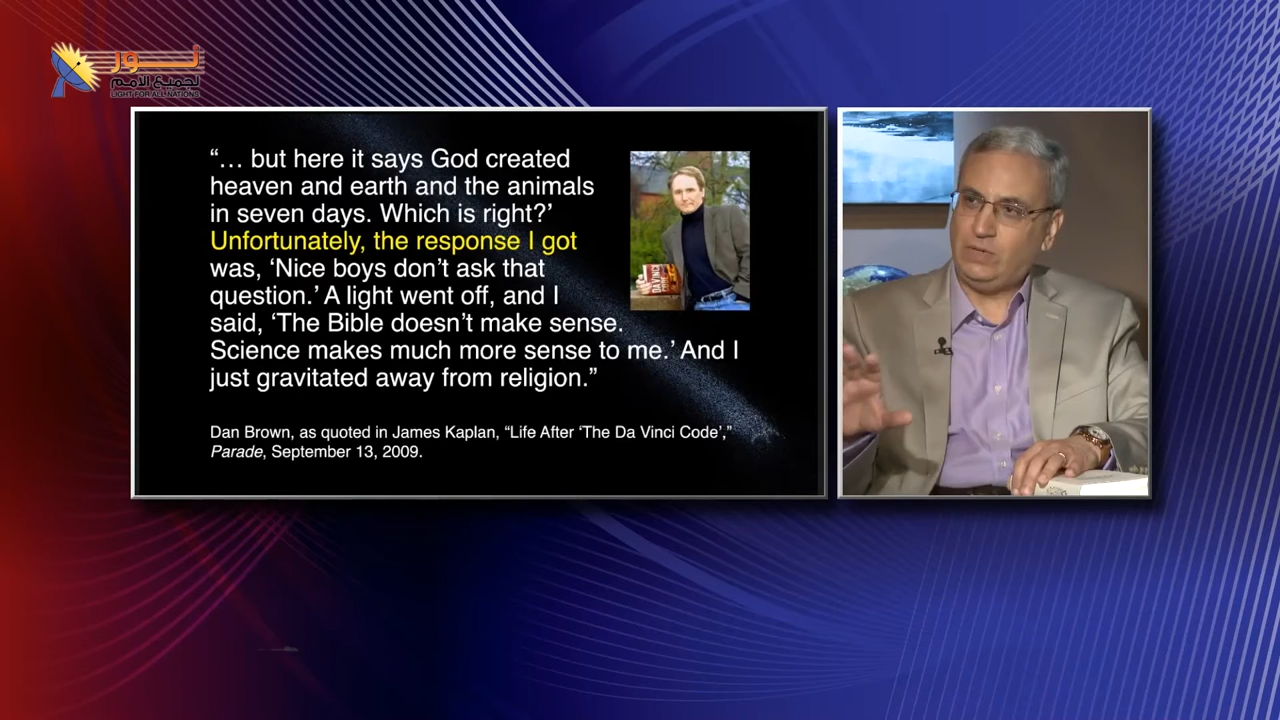 نور
لجميع الأمم
LIGHT FOR ALL NATIONS
“… but here it says God created
heaven and earth and the animals
in seven days. Which is right?’
Unfortunately, the response I got
was, ‘Nice boys don’t ask that
question.’ A light went off, and I
said, ‘The Bible doesn’t make sense.
Science makes much more sense to me.’ And I
just gravitated away from religion.”
DA VINCI
CODE
Dan Brown, as quoted in James Kaplan, “Life After ‘The Da Vinci Code’,”
Parade, September 13, 2009.